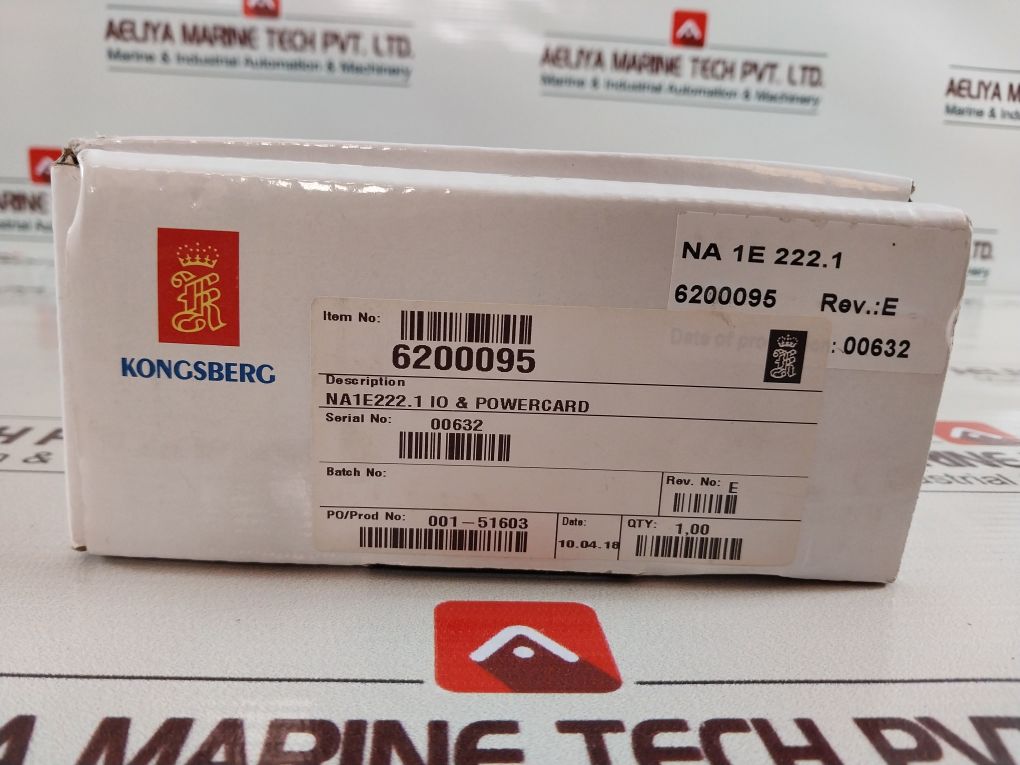 AELIYA MARINE TECH PVT. LTD.
Marine & Industrial Automation & Machinery
AELIYA MARINE TECH PVT. LTD.
Marine & Industrial Automation & Machinery
AELIYA M
Marine & Indu
KONGSBERG
NA 1E 222.1
6200095 Rev.:E
: 00632
Item No:
6200095
Description
NA1E222.1 IO & POWERCARD
Serial No: 00632
Batch No:
Rev. No: E
PO/Prod No: 001-51603
Date:
10.04.18
QTY: 1,00
MARINE TECH PVT